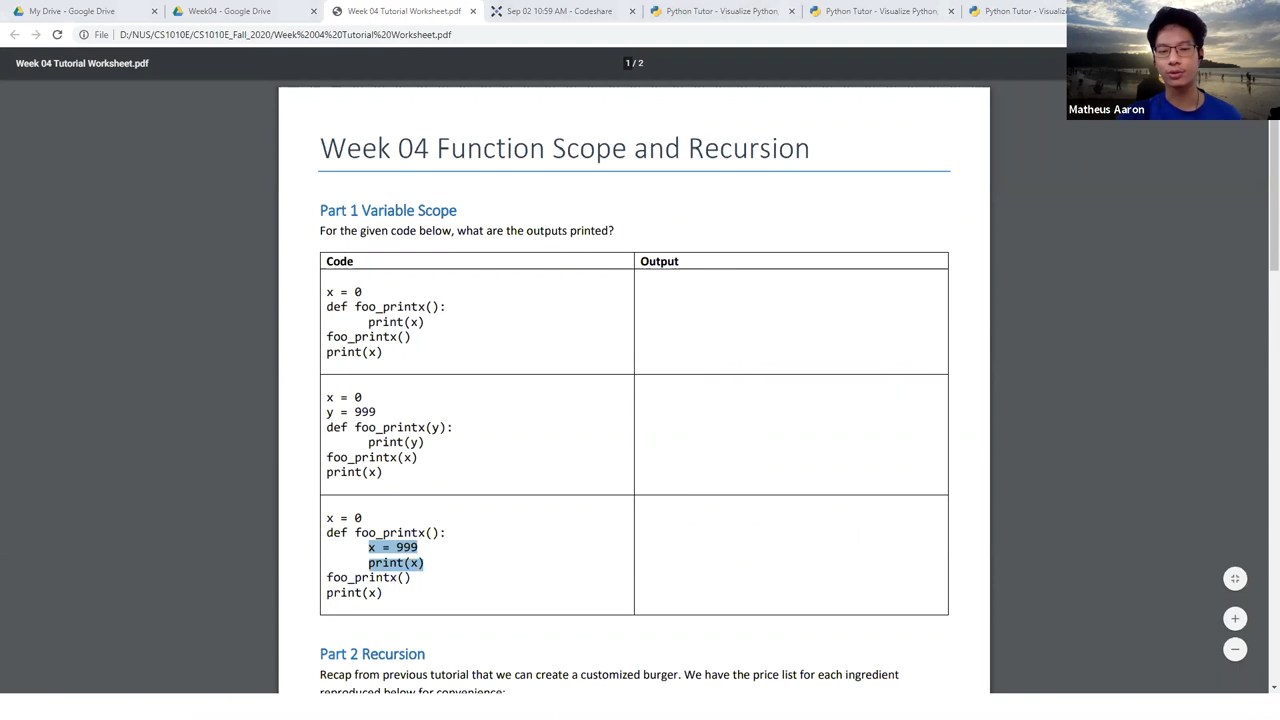 My Drive - Google Drive
Week04 - Google Drive
Week 04 Tutorial Worksheet.pdf
Sep 02 10:59 AM - Codeshare
Python Tutor - Visualize Python,
Python Tutor - Visualize Python,
Python Tutor - Visualiz
File
D:/NUS/CS1010E/CS1010E_Fall_2020/Week%2004%20Tutorial%20Worksheet.pdf
Week 04 Tutorial Worksheet.pdf
1 / 2
Matheus Aaron
Week 04 Function Scope and Recursion
Part 1 Variable Scope
For the given code below, what are the outputs printed?
Code
Output
x = 0
def foo_printx():
print(x)
foo_printx()
print(x)
x = 0
y = 999
def foo_printx(y):
print(y)
foo_printx(x)
print(x)
x = 0
def foo_printx():
x = 999
print(x)
foo_printx()
print(x)
Part 2 Recursion
Recap from previous tutorial that we can create a customized burger. We have the price list for each ingredient
reproduced below for convenience: